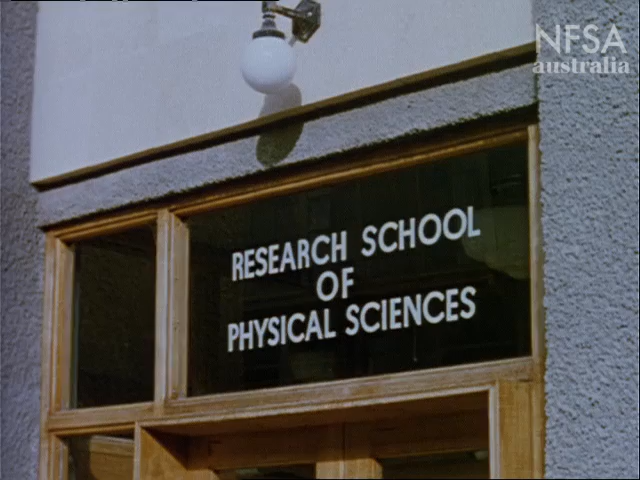 NFSA
australia
RESEARCH SCHOOL
OF
PHYSICAL SCIENCES